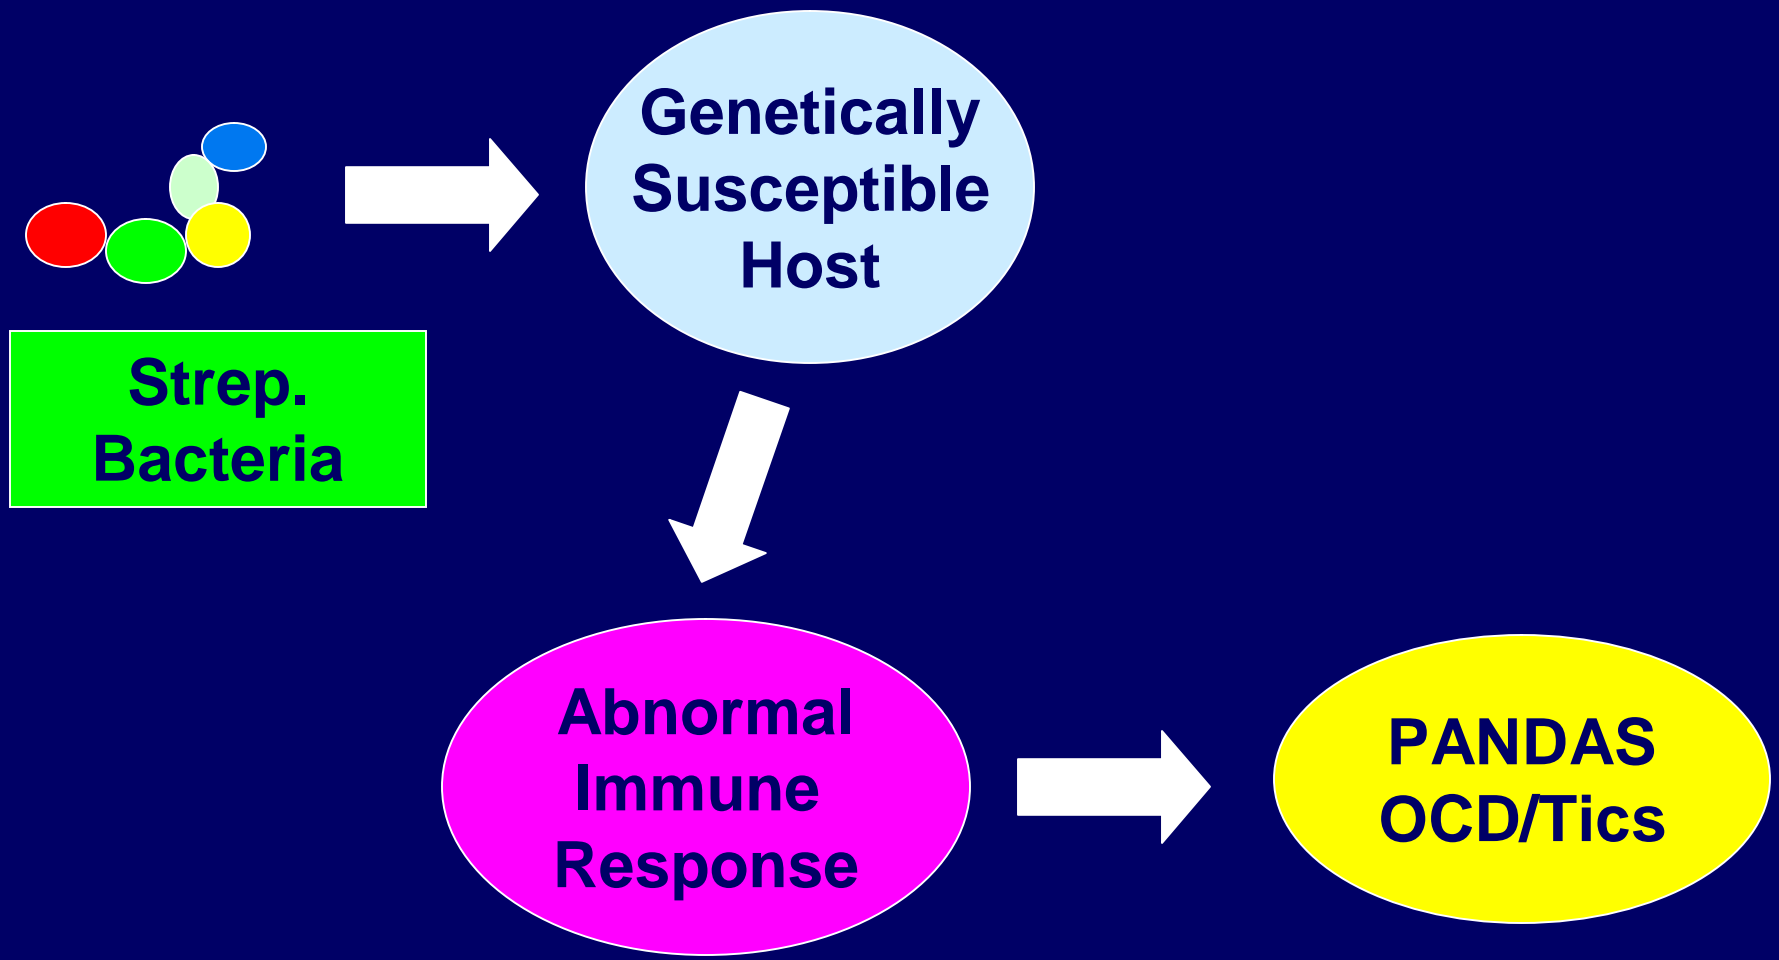 Genetically
Susceptible
Host
Strep.
Bacteria
Abnormal
Immune
Response
PANDAS
OCD/Tics